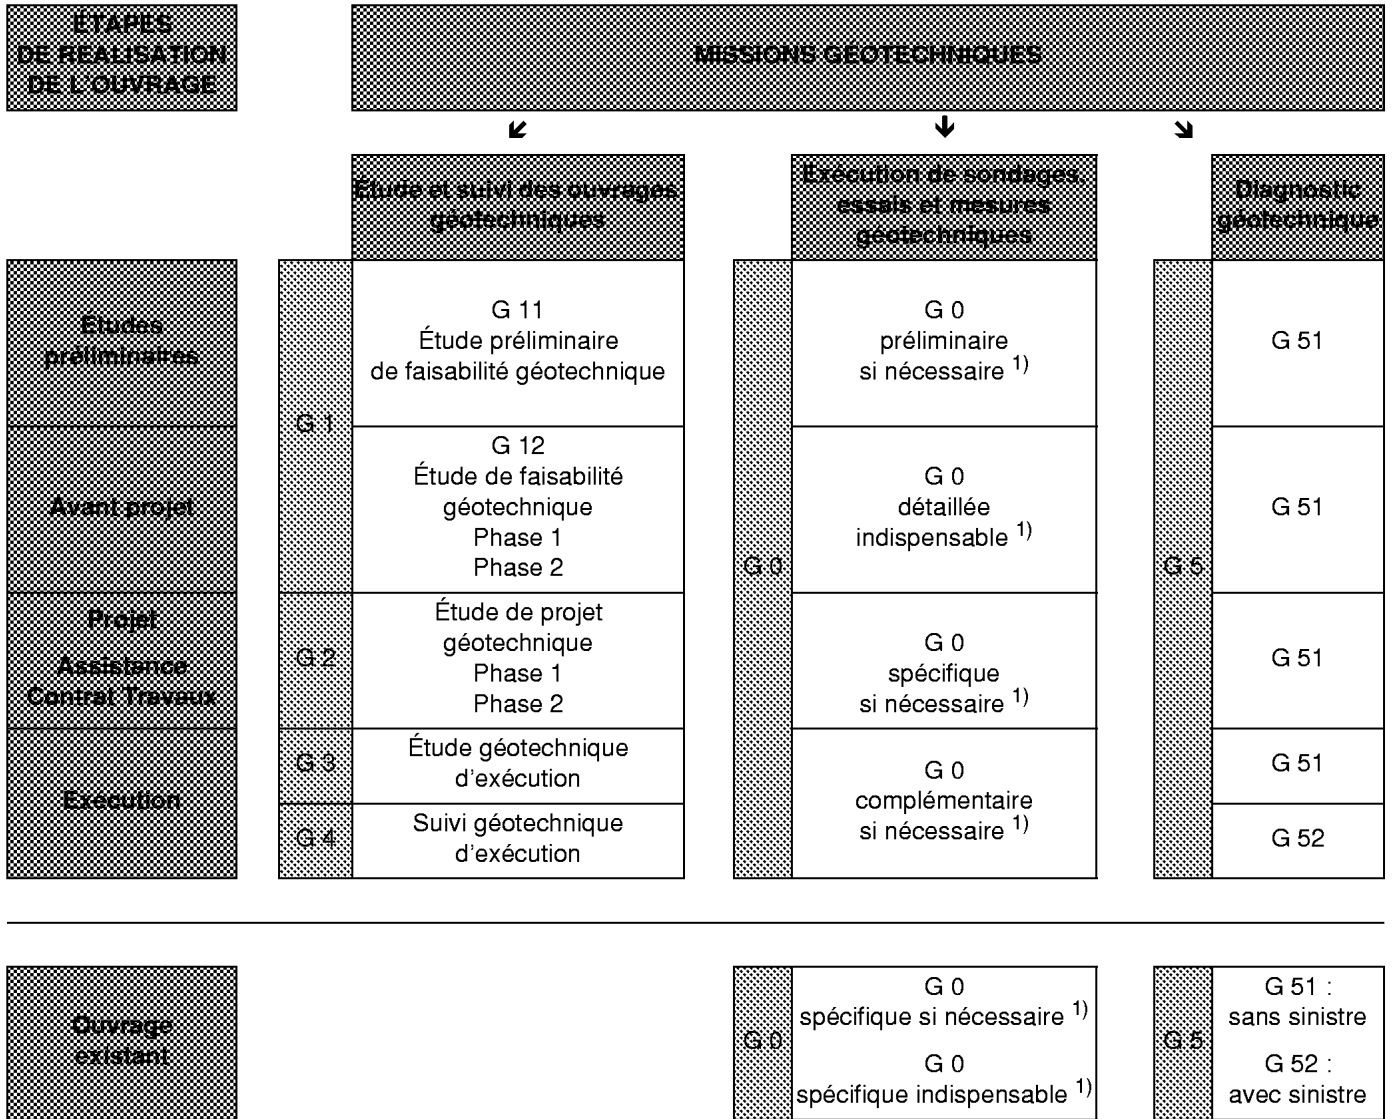 ÉTAPES
DE RÉALISATION
DE L'OUVRAGE
MISSIONS GÉOTECHNIQUES
Étude et suivi des ouvrages
géotechniques
Exécution de sondages,
essais et mesures
géotechniques
Diagnostic
géotechnique
Études
préliminaires
G 1
G 11
Étude préliminaire
de faisabilité géotechnique
G 0
G 0
préliminaire
si nécessaire 1)
G 5
G 51
Avant projet
G 12
Étude de faisabilité
géotechnique
Phase 1
Phase 2
G 0
détaillée
indispensable 1)
G 51
Projet
Assistance
Contrat Travaux
G 2
Étude de projet
géotechnique
Phase 1
Phase 2
G 0
spécifique
si nécessaire 1)
G 51
Exécution
G 3
Étude géotechnique
d'exécution
G 0
complémentaire
si nécessaire 1)
G 51
G 4
Suivi géotechnique
d'exécution
G 52
Ouvrage
existant
G 0
G 0
spécifique si nécessaire 1)
G 0
spécifique indispensable 1)
G 5
G 51 :
sans sinistre
G 52 :
avec sinistre